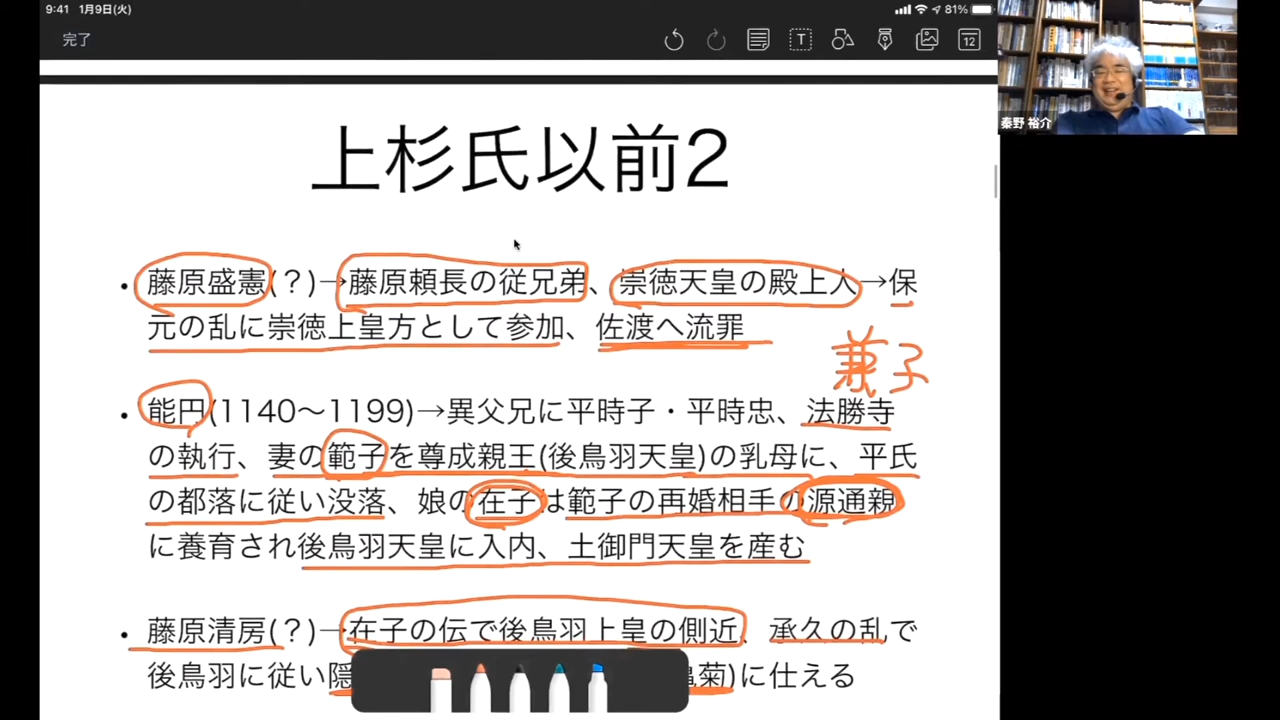 9:41 1月9日(火)
81%
完了
T
12
秦野 裕介
上杉氏以前2
・藤原盛憲(？)→藤原頼長の従兄弟、崇徳天皇の殿上人→保
元の乱に崇徳上皇方として参加、佐渡へ流罪
兼子
・能円(1140〜1199)→異父兄に平時子・平時忠、法勝寺
の執行、妻の範子を尊成親王(後鳥羽天皇)の乳母に、平氏
の都落に従い没落、娘の在子は範子の再婚相手の源通親
に養育され後鳥羽天皇に入内、土御門天皇を産む
・藤原清房(？)→在子の伝で後鳥羽上皇の側近、承久の乱で
後鳥羽に従い隠 亀菊)に仕える